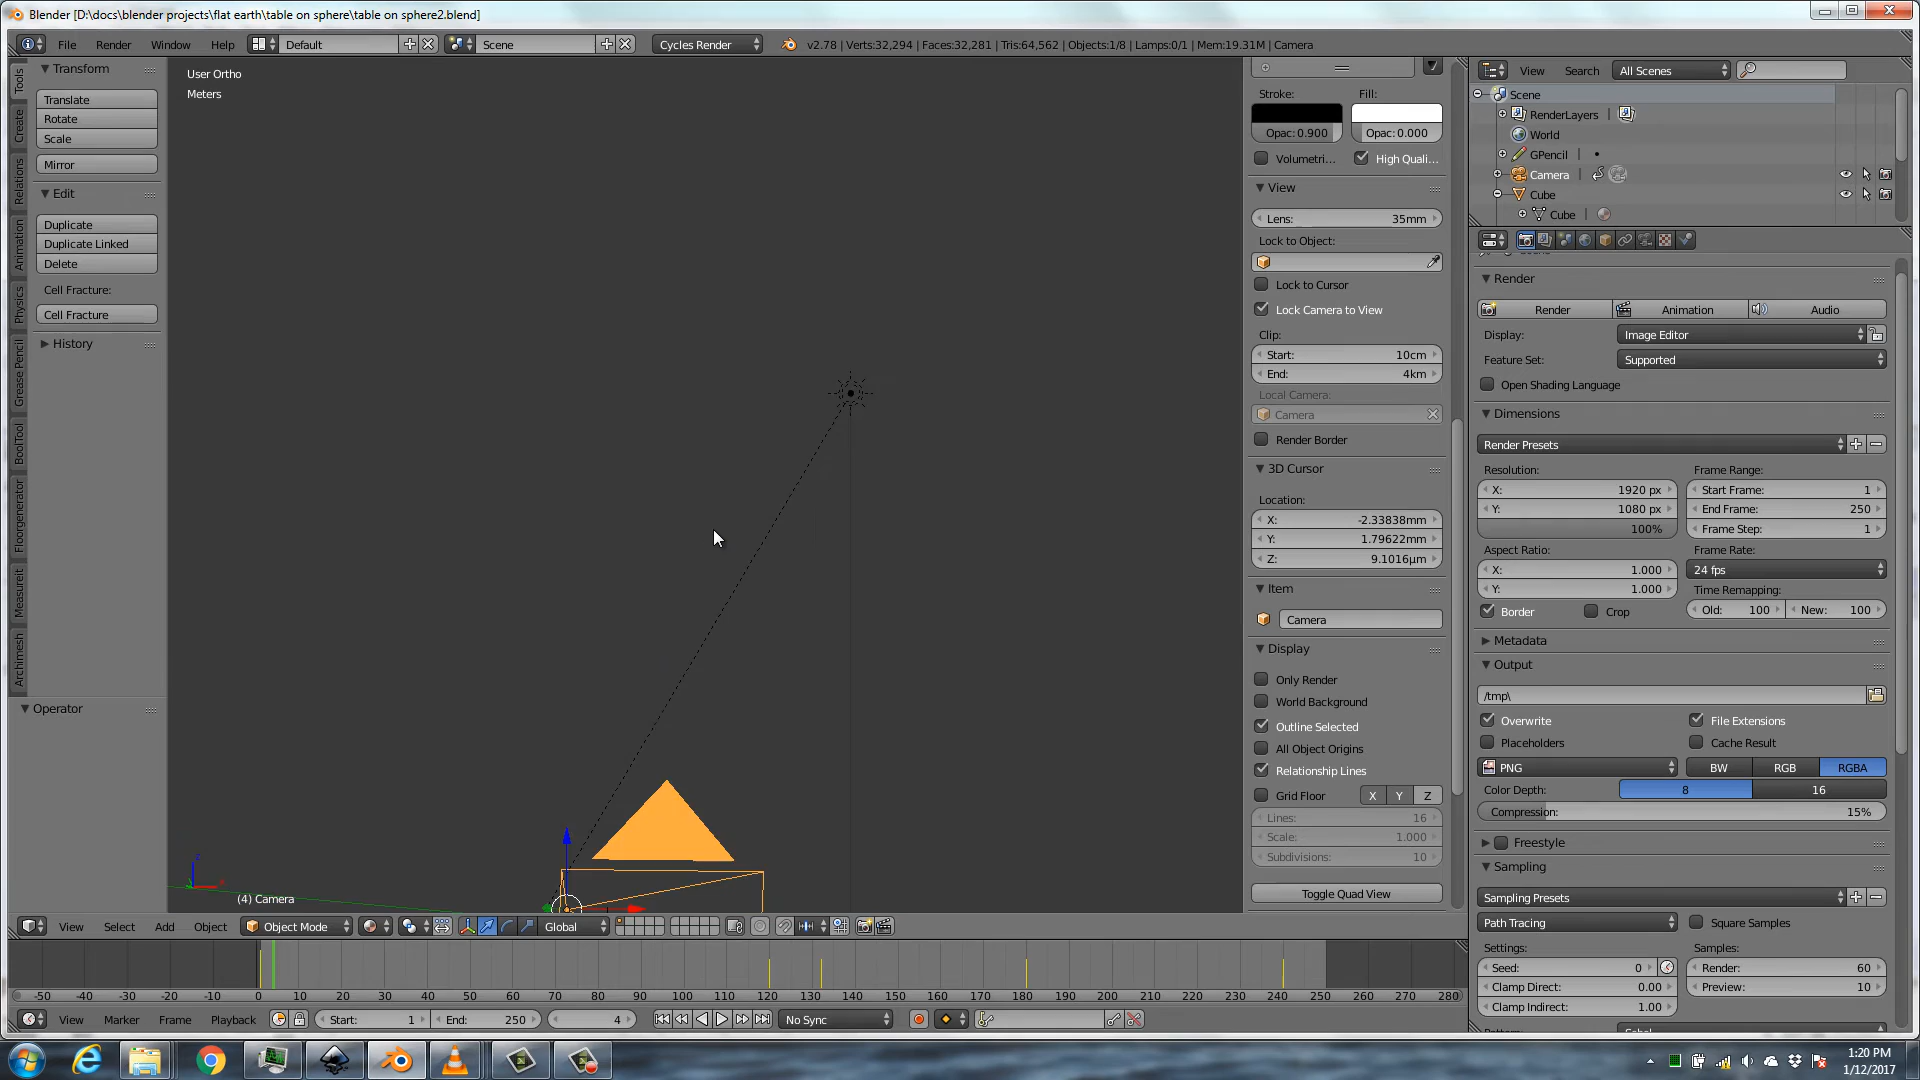 Blender [D:\docs\blender projects\flat earth\table on sphere\table on sphere2.blend]
File Render Window Help Default Scene Cycles Render v2.78 | Verts:32,294 | Faces:32,281 | Tris:64,562 | Objects:1/8 | Lamps:0/1 | Mem:19.31M | Camera
Tools
Create
Relations
Animation
Physics
Grease Pencil
BoolTool
Floorgenerator
Measureit
Archimesh
Transform
Translate
Rotate
Scale
Mirror
Edit
Duplicate
Duplicate Linked
Delete
Cell Fracture:
Cell Fracture
History
Operator
User Ortho
Meters
(4) Camera
Stroke: Fill:
Opac:0.900 Opac:0.000
Volumetri... High Quali...
View
Lens: 35mm
Lock to Object:
Lock to Cursor
Lock Camera to View
Clip:
Start: 10cm
End: 4km
Local Camera:
Camera
Render Border
3D Cursor
Location:
X: -2.33838mm
Y: 1.79622mm
Z: 9.1016µm
Item
Camera
Display
Only Render
World Background
Outline Selected
All Object Origins
Relationship Lines
Grid Floor X Y Z
Lines: 16
Scale: 1.000
Subdivisions: 10
Toggle Quad View
View Search All Scenes
Scene
RenderLayers
World
GPencil
Camera
Cube
Cube
Render
Render Animation Audio
Display: Image Editor
Feature Set: Supported
Open Shading Language
Dimensions
Render Presets
Resolution: Frame Range:
X: 1920 px Start Frame: 1
Y: 1080 px End Frame: 250
100% Frame Step: 1
Aspect Ratio: Frame Rate:
X: 1.000 24 fps
Y: 1.000 Time Remapping:
Border Crop Old: 100 New: 100
Metadata
Output
/tmp\
Overwrite File Extensions
Placeholders Cache Result
PNG BW RGB RGBA
Color Depth: 8 16
Compression: 15%
Freestyle
Sampling
Sampling Presets
Path Tracing Square Samples
Settings: Samples:
Seed: 0 Render: 60
Clamp Direct: 0.00 Preview: 10
Clamp Indirect: 1.00
View Select Add Object Object Mode Global
-50 -40 -30 -20 -10 0 10 20 30 40 50 60 70 80 90 100 110 120 130 140 150 160 170 180 190 200 210 220 230 240 250 260 270 280
View Marker Frame Playback Start: 1 End: 250 4 No Sync
1:20 PM
1/12/2017